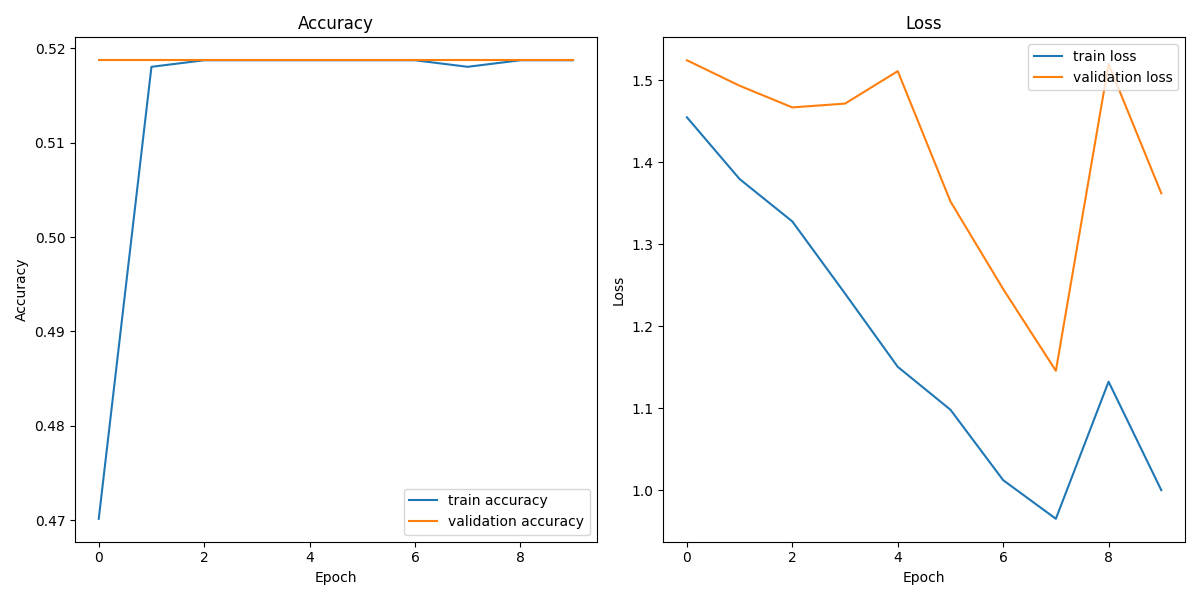 Accuracy
0.52
0.51
0.50
0.49
0.48
0.47
Accuracy
train accuracy
validation accuracy
0
2
4
6
8
Epoch
Loss
1.5
1.4
1.3
1.2
1.1
1.0
Loss
train loss
validation loss
0
2
4
6
8
Epoch